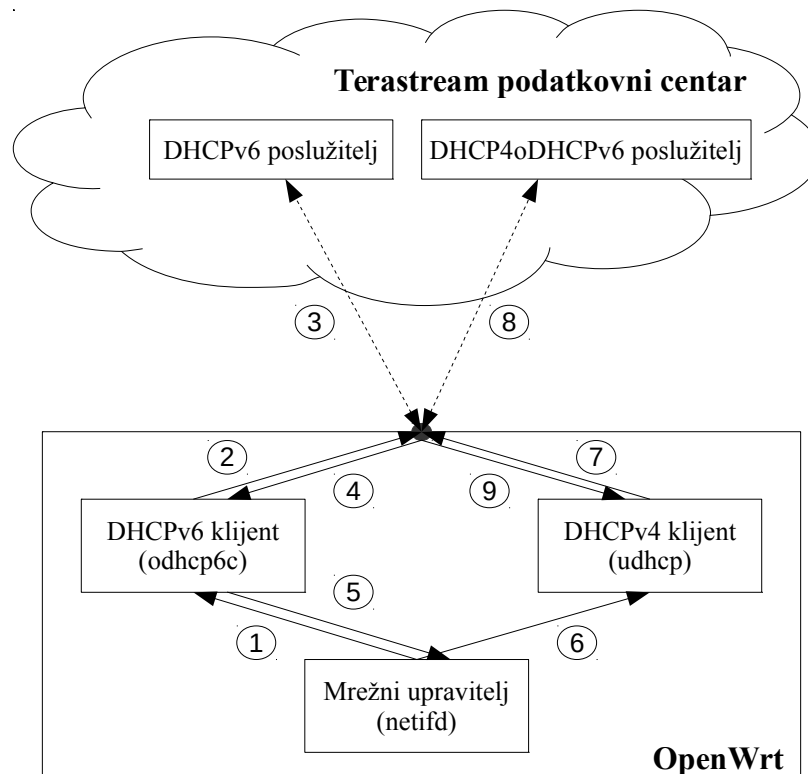 Terastream podatkovni centar
DHCPv6 poslužitelj
DHCP4oDHCPv6 poslužitelj
3
8
2
7
4
9
DHCPv6 klijent
(odhcp6c)
DHCPv4 klijent
(udhcp)
5
1
6
Mrežni upravitelj
(netifd)
OpenWrt